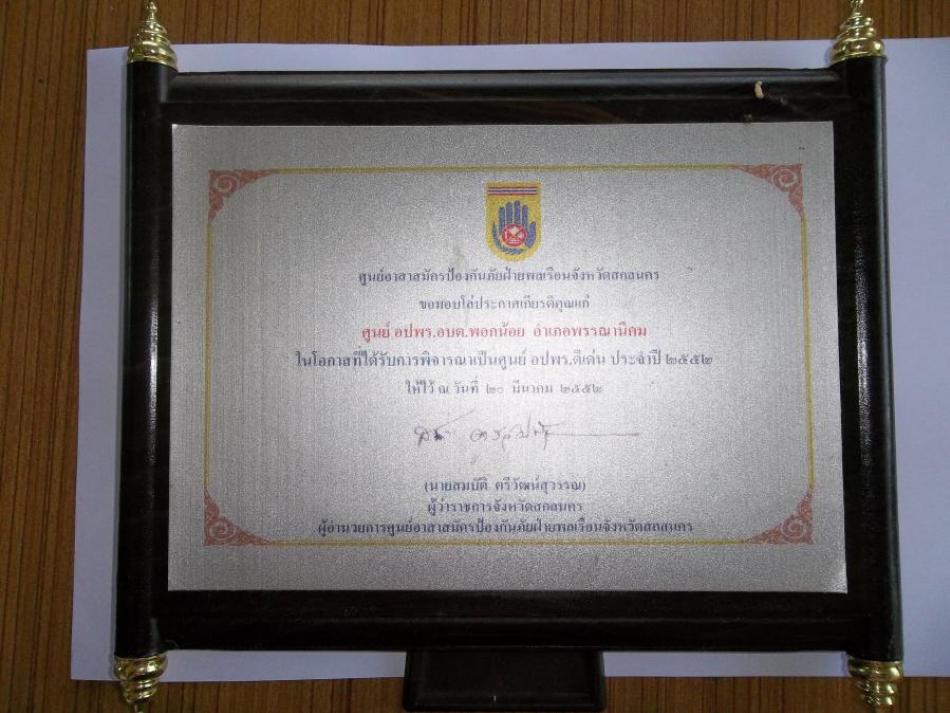 ศูนย์อาสาสมัครป้องกันภัยฝ่ายพลเรือนจังหวัดสกลนคร
ขอมอบโล่ประกาศเกียรติคุณแก่
ศูนย์ อปพร.อบต.พอกน้อย อำเภอพรรณานิคม
ในโอกาสที่ได้รับการพิจารณาเป็นศูนย์ อปพร.ดีเด่น ประจำปี ๒๕๕๒
ให้ไว้ ณ วันที่ ๒๐ มีนาคม ๒๕๕๒
(นายสมบัติ ตรีวัฒน์สุวรรณ)
ผู้ว่าราชการจังหวัดสกลนคร
ผู้อำนวยการศูนย์อาสาสมัครป้องกันภัยฝ่ายพลเรือนจังหวัดสกลนคร